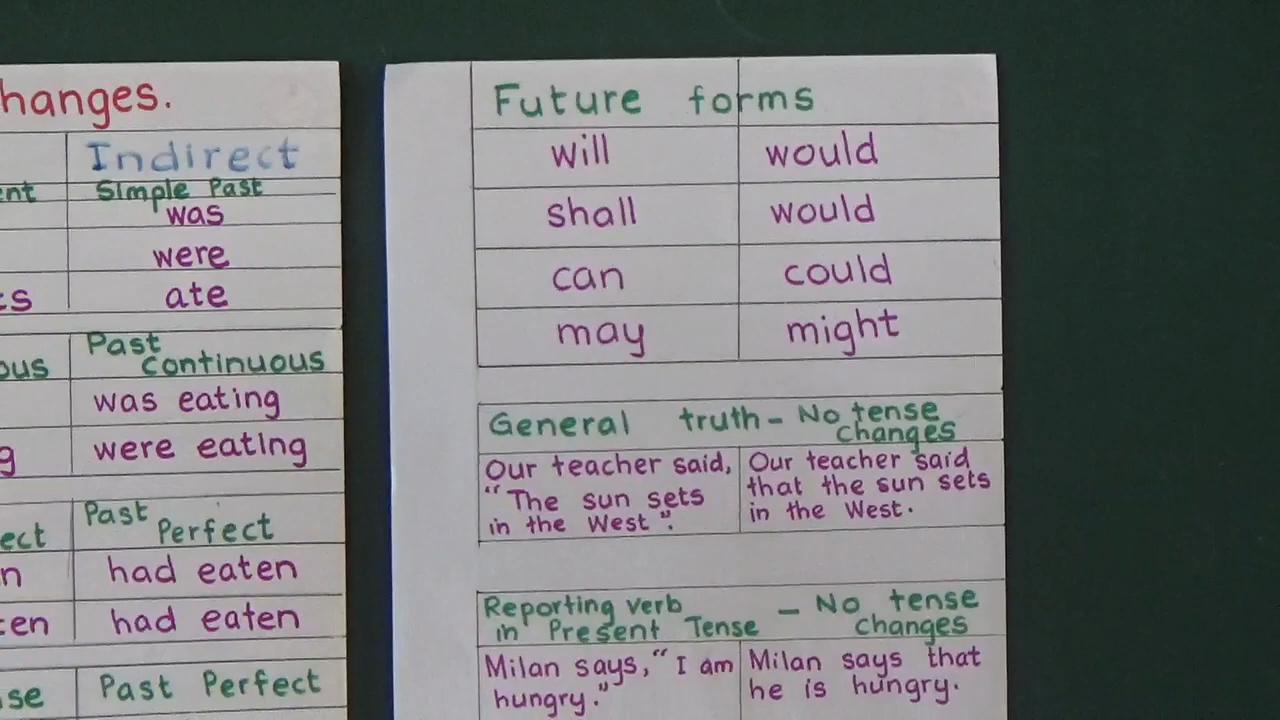 hanges.
Indirect
ent Simple Past
was
were
ts ate
ous Past
Continuous
was eating
g were eating
ect Past
Perfect
n had eaten
ten had eaten
se Past Perfect
Future forms
will would
shall would
can could
may might
General truth - No tense
changes
Our teacher said,
"The sun sets
in the West".
Our teacher said
that the sun sets
in the West.
Reporting verb
in Present Tense - No tense
changes
Milan says, "I am
hungry."
Milan says that
he is hungry.